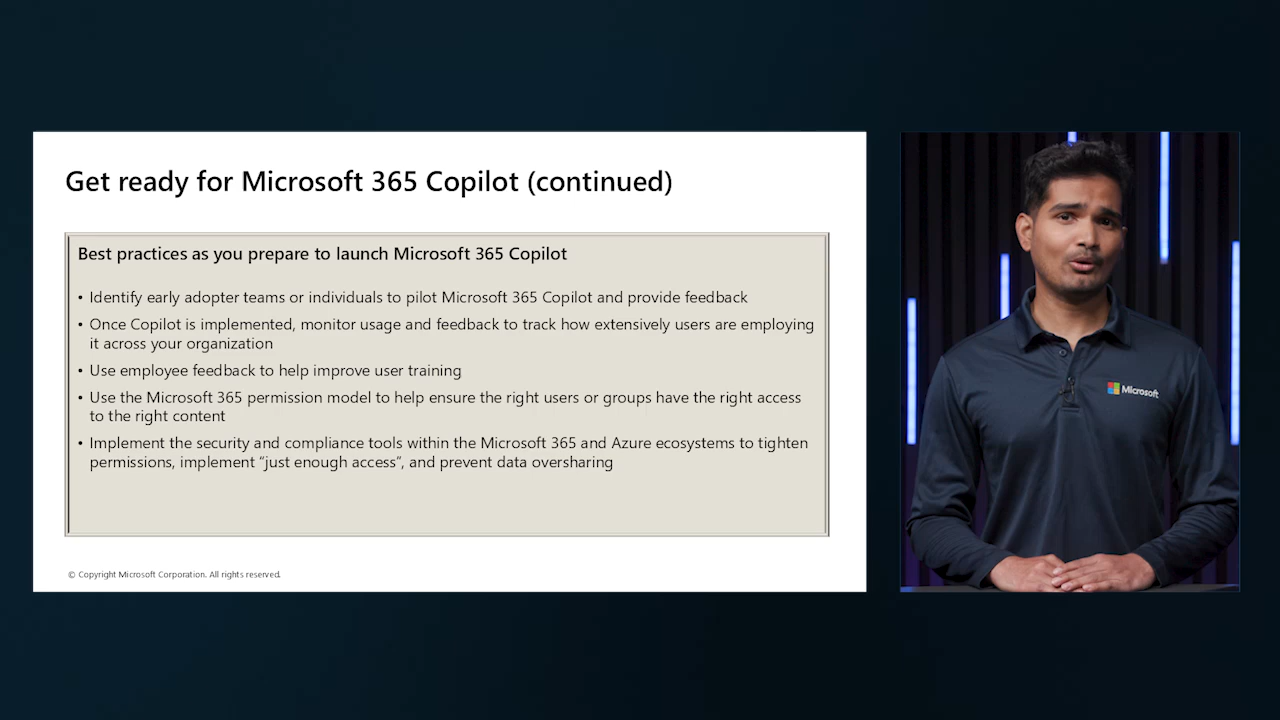 Get ready for Microsoft 365 Copilot (continued)
Best practices as you prepare to launch Microsoft 365 Copilot
• Identify early adopter teams or individuals to pilot Microsoft 365 Copilot and provide feedback
• Once Copilot is implemented, monitor usage and feedback to track how extensively users are employing
it across your organization
• Use employee feedback to help improve user training
• Use the Microsoft 365 permission model to help ensure the right users or groups have the right access
to the right content
• Implement the security and compliance tools within the Microsoft 365 and Azure ecosystems to tighten
permissions, implement “just enough access”, and prevent data oversharing
© Copyright Microsoft Corporation. All rights reserved.
Microsoft